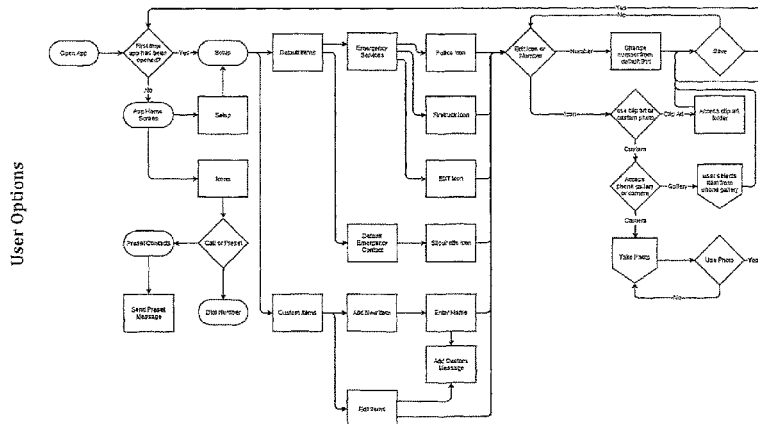 User Options
Open App
First time
app has been
opened?
Yes
No
Setup
App Home
Screen
Setup
Icons
Call or Preset
Preset Contacts
Send Preset
Message
Dial Number
Default Items
Emergency
Services
Police Icon
Firetruck Icon
EMT Icon
Default
Emergency
Contact
Silouhette Icon
Custom Items
Add New Item
Enter Name
Add Custom
Message
Edit Items
Edit Icon or
Number
Number
Change
number from
default 911
Save
Yes
No
Icon
Use clip art or
custom photo
Clip Art
Access clip art
folder
Custom
Access
phone gallery
or camera
Gallery
User selects
item from
phone gallery
Camera
Take Photo
Use Photo
Yes
No